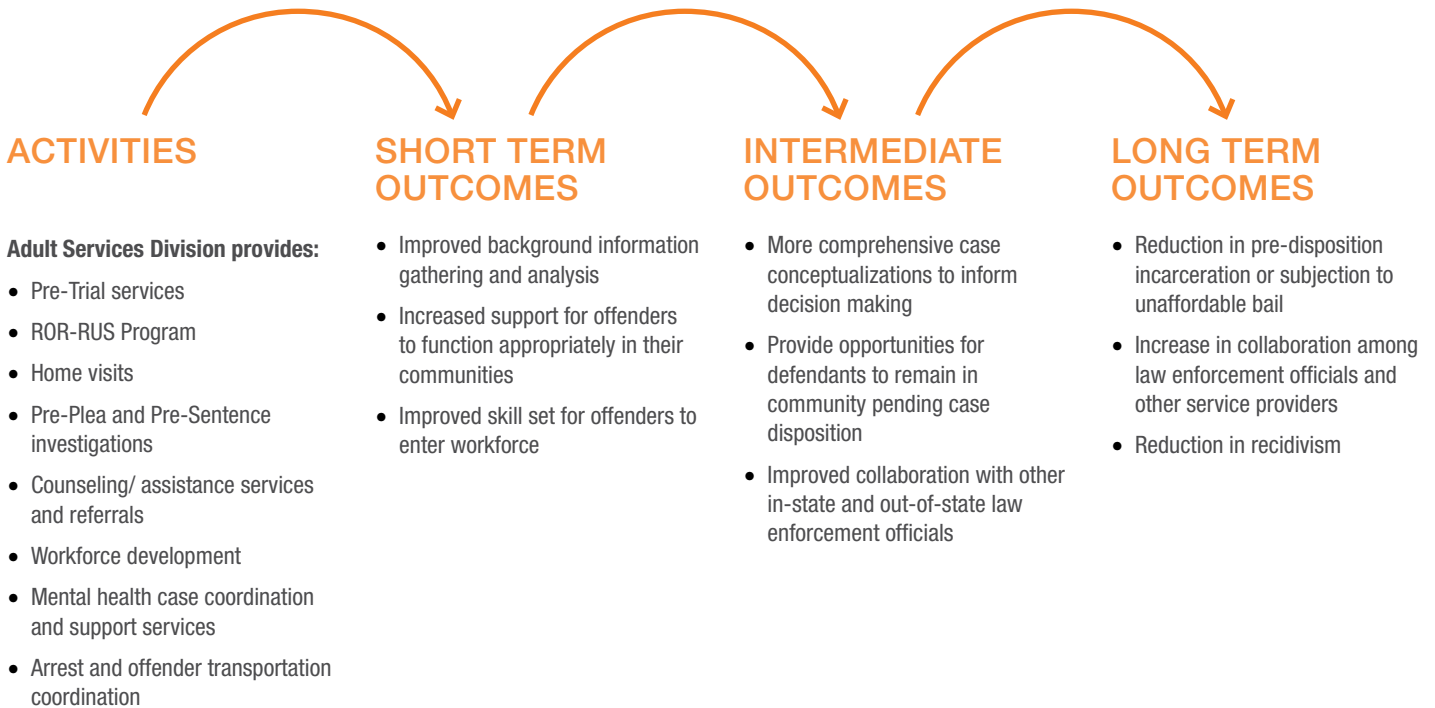 ACTIVITIES
Adult Services Division provides:
• Pre-Trial services
• ROR-RUS Program
• Home visits
• Pre-Plea and Pre-Sentence
investigations
• Counseling/ assistance services
and referrals
• Workforce development
• Mental health case coordination
and support services
• Arrest and offender transportation
coordination
SHORT TERM
OUTCOMES
• Improved background information
gathering and analysis
• Increased support for offenders
to function appropriately in their
communities
• Improved skill set for offenders to
enter workforce
INTERMEDIATE
OUTCOMES
• More comprehensive case
conceptualizations to inform
decision making
• Provide opportunities for
defendants to remain in
community pending case
disposition
• Improved collaboration with other
in-state and out-of-state law
enforcement officials
LONG TERM
OUTCOMES
• Reduction in pre-disposition
incarceration or subjection to
unaffordable bail
• Increase in collaboration among
law enforcement officials and
other service providers
• Reduction in recidivism